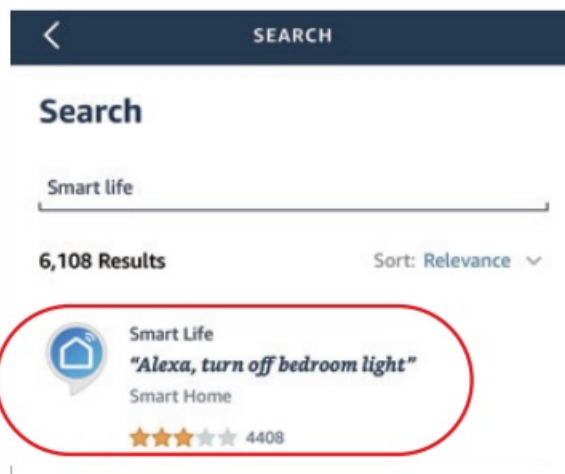 SEARCH
Search
Smart life
6,108 Results Sort: Relevance
Smart Life
"Alexa, turn off bedroom light"
Smart Home
4408